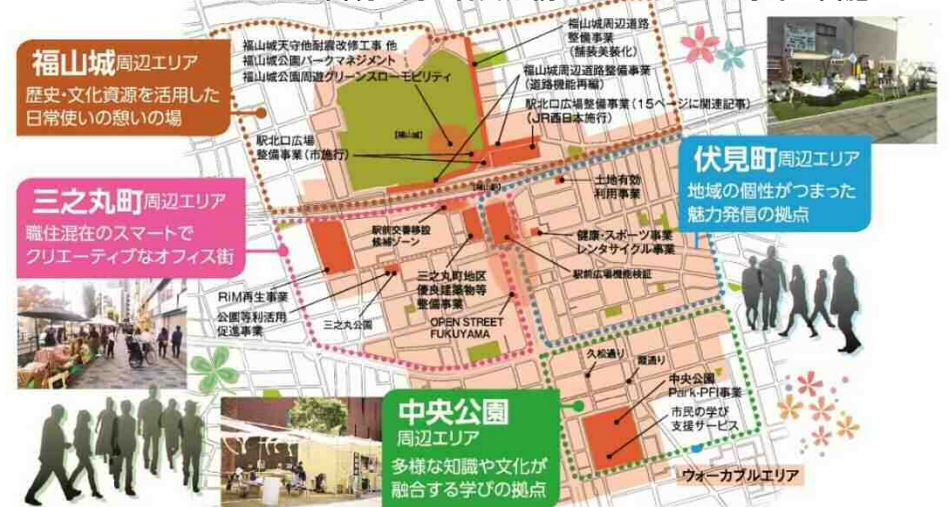 福山城周辺エリア
歴史・文化資源を活用した
日常使いの憩いの場
福山城天守他耐震改修工事 他
福山城公園パークマネジメント
福山城公園周遊グリーンスローモビリティ
福山城周辺道路
整備事業
(舗装美装化)
福山城周辺道路整備事業
(道路機能再編)
駅北口広場整備事業(15ページに関連記事)
(JR西日本施行)
【福山城】
駅北口広場
整備事業(市施行)
【福山駅】
伏見町周辺エリア
地域の個性がつまった
魅力発信の拠点
土地有効
利用事業
三之丸町周辺エリア
職住混在のスマートで
クリエーティブなオフィス街
駅前交番移設
候補ゾーン
健康・スポーツ事業
レンタサイクル事業
駅前広場機能検証
三之丸町地区
優良建築物等
整備事業
RiM再生事業
公園等利活用
促進事業
三之丸公園
OPEN STREET
FUKUYAMA
久松通り
霞通り
中央公園
Park-PFI事業
市民の学び
支援サービス
中央公園
周辺エリア
多様な知識や文化が
融合する学びの拠点
ウォーカブルエリア